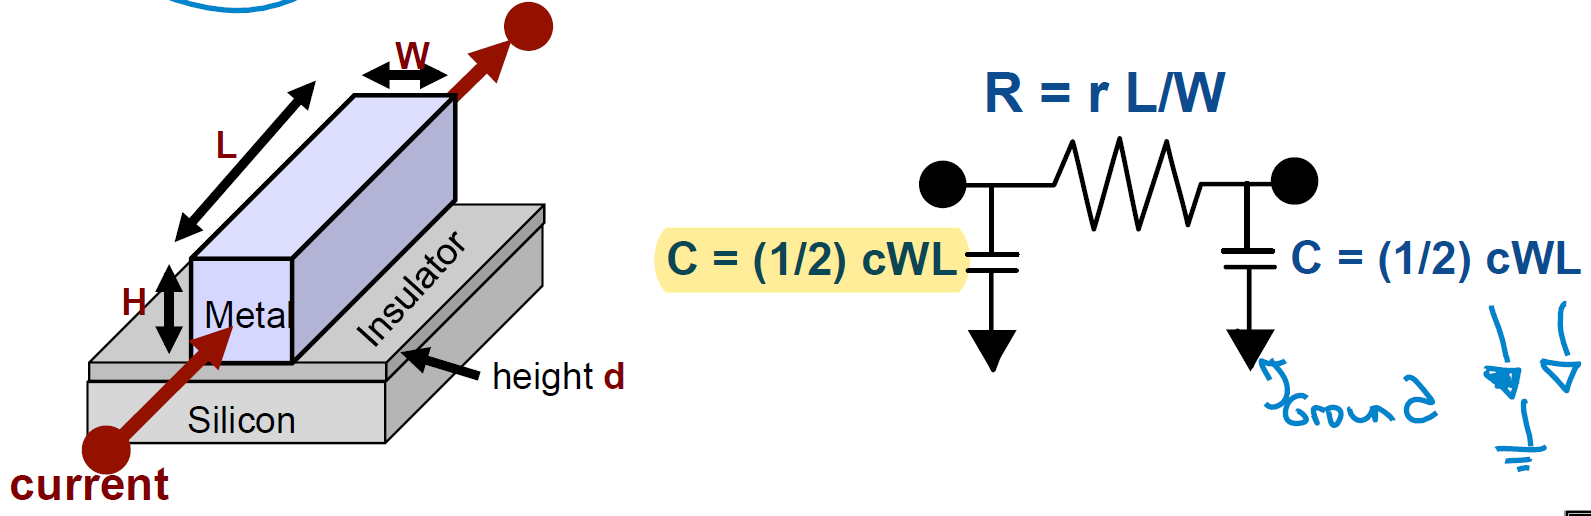 W
L
H
Metal
Insulator
height d
Silicon
current
R = r L/W
C = (1/2) cWL
C = (1/2) cWL
Ground